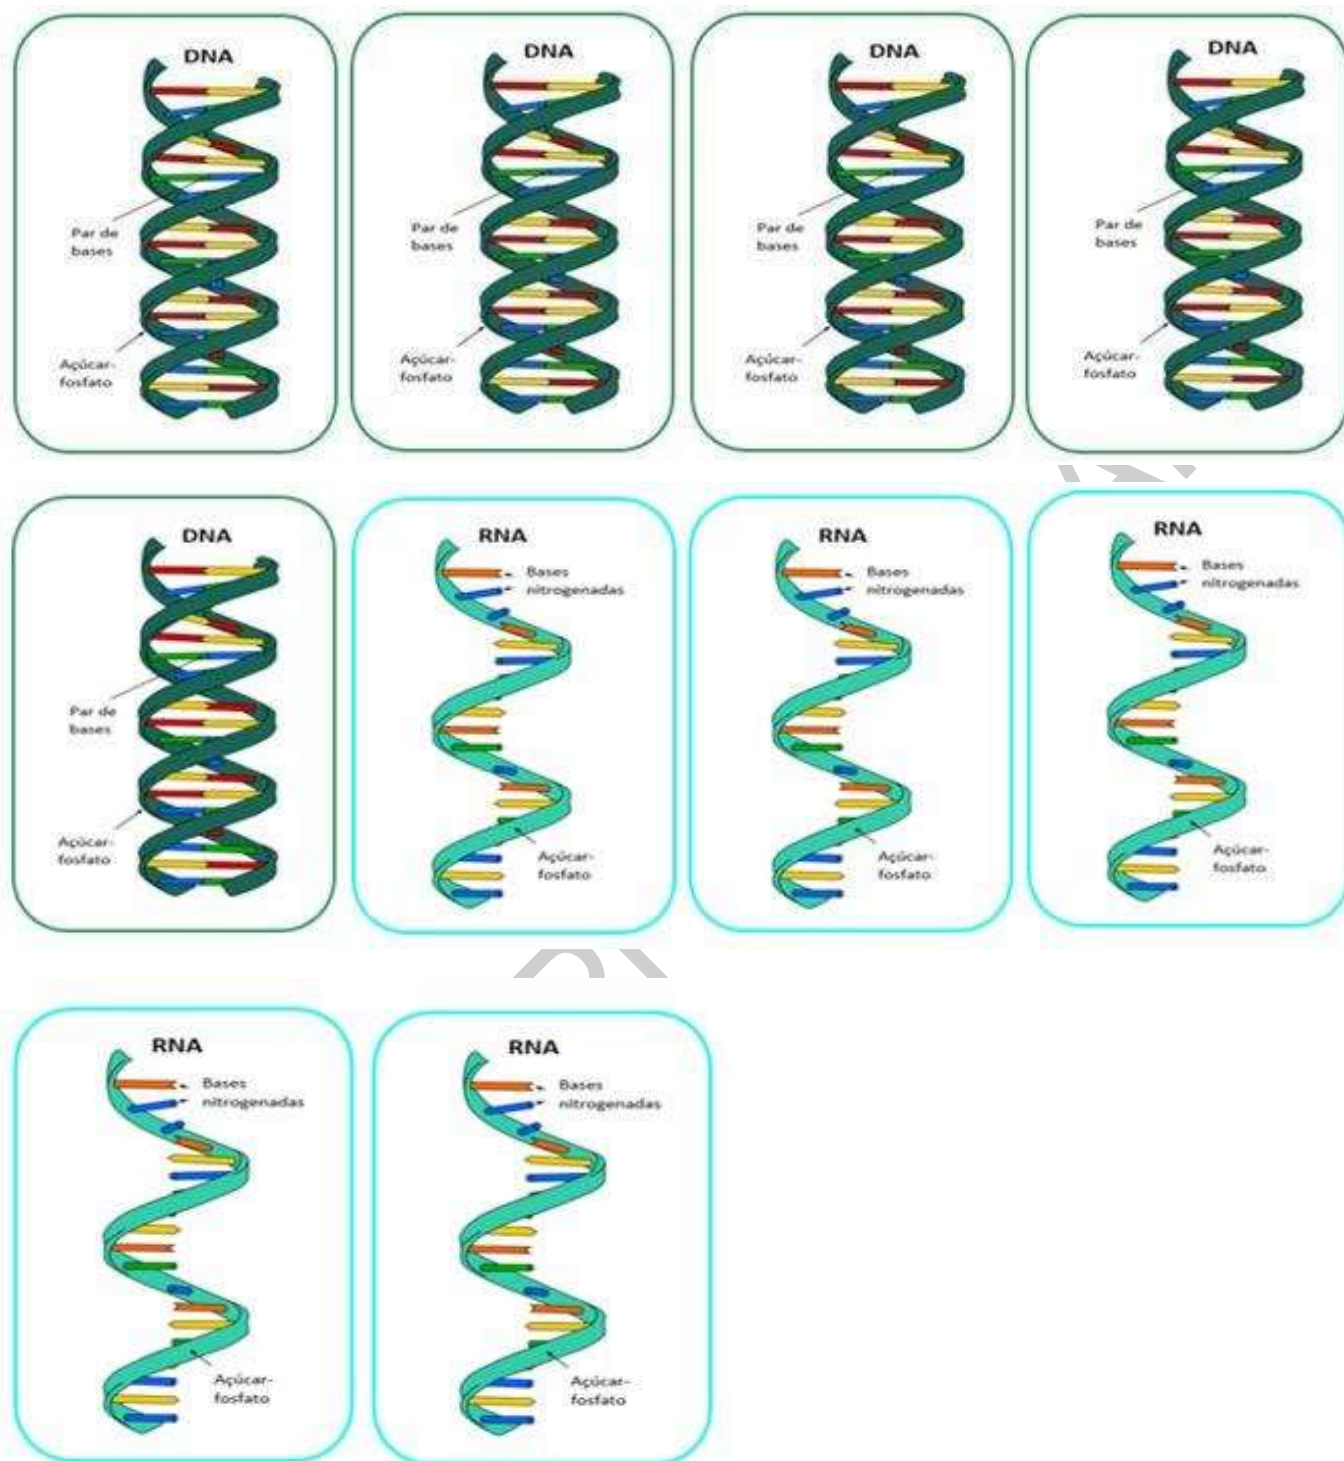 DNA
Par de
bases
Açúcar-
fosfato
DNA
Par de
bases
Açúcar-
fosfato
DNA
Par de
bases
Açúcar-
fosfato
DNA
Par de
bases
Açúcar-
fosfato
DNA
Par de
bases
Açúcar-
fosfato
RNA
Bases
nitrogenadas
Açúcar-
fosfato
RNA
Bases
nitrogenadas
Açúcar-
fosfato
RNA
Bases
nitrogenadas
Açúcar-
fosfato
RNA
Bases
nitrogenadas
Açúcar-
fosfato
RNA
Bases
nitrogenadas
Açúcar-
fosfato